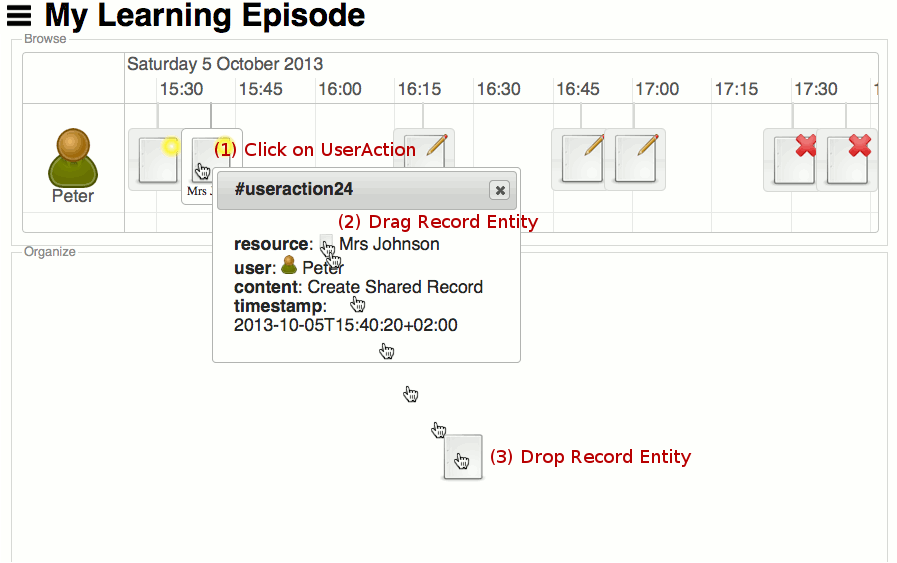 My Learning Episode
Browse
Saturday 5 October 2013
15:30 15:45 16:00 16:15 16:30 16:45 17:00 17:15 17:30
(1) Click on UserAction
Peter
Mrs
#useraction24
(2) Drag Record Entity
resource: Mrs Johnson
user: Peter
content: Create Shared Record
timestamp:
2013-10-05T15:40:20+02:00
Organize
(3) Drop Record Entity